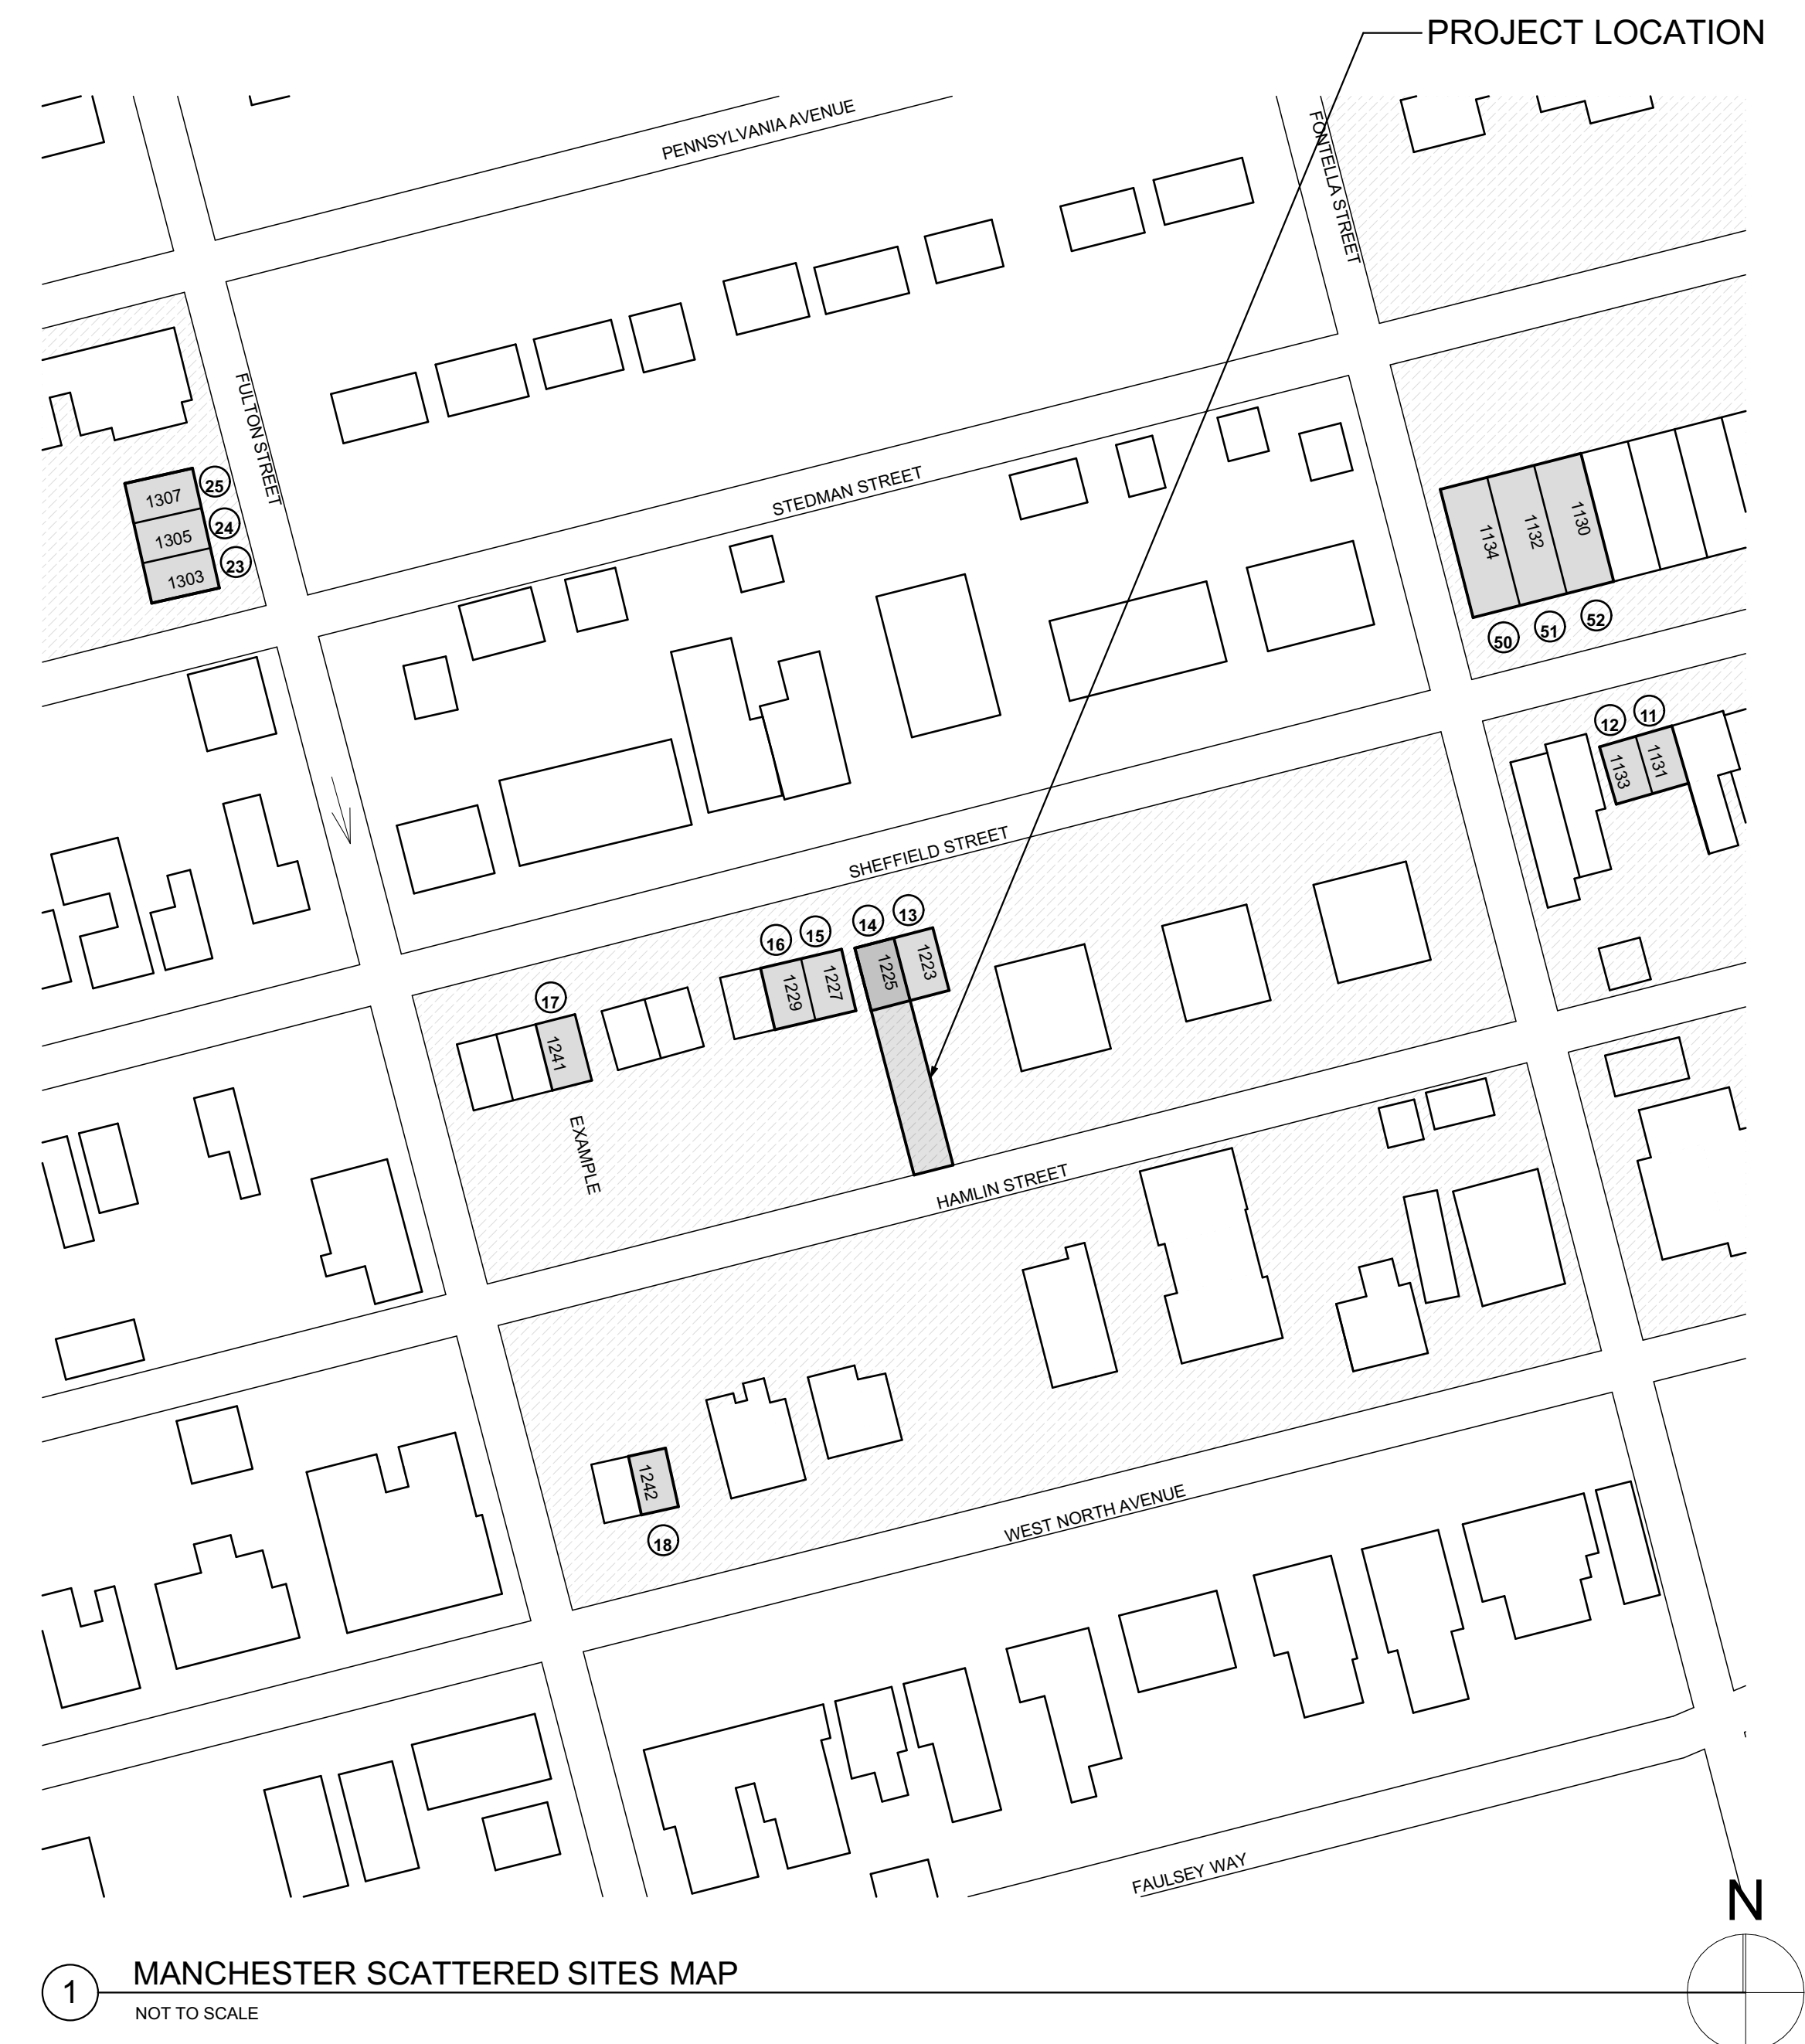 PROJECT LOCATION
PENNSYLVANIA AVENUE
FONTELLA STREET
FULTON STREET
STEDMAN STREET
1307
25
1305
24
1303
23
1134
1132
1130
50
51
52
12
11
1133
1131
SHEFFIELD STREET
16
15
14
13
1229
1227
1225
1223
17
1241
EXAMPLE
HAMLIN STREET
1242
18
WEST NORTH AVENUE
FAULSEY WAY
N
1
MANCHESTER SCATTERED SITES MAP
NOT TO SCALE